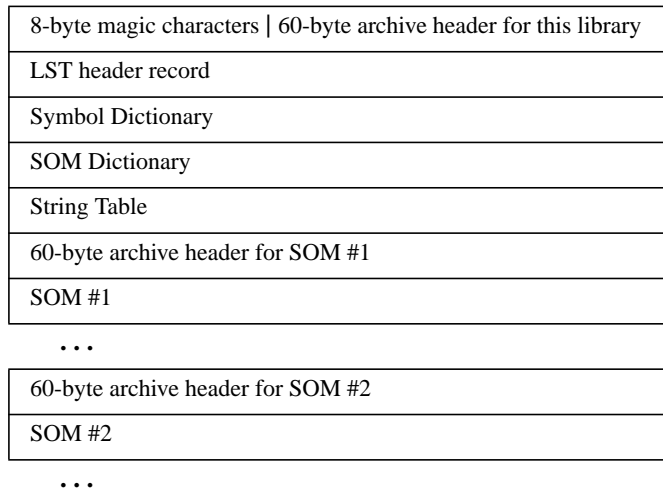 8-byte magic characters | 60-byte archive header for this library
LST header record
Symbol Dictionary
SOM Dictionary
String Table
60-byte archive header for SOM #1
SOM #1
...
60-byte archive header for SOM #2
SOM #2
...